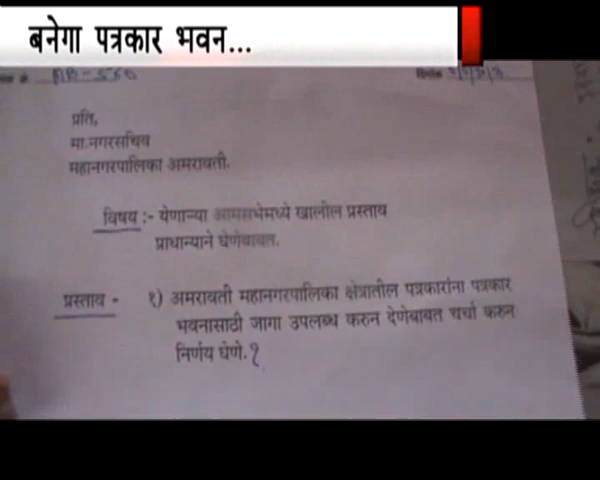 बनेगा पत्रकार भवन...
प्रति,
मा.नगरसचिव
महानगरपालिका अमरावती.
विषय :- येणाऱ्या आमसभेमध्ये खालील प्रस्ताव
प्राधान्याने घेणेबाबत.
प्रस्ताव - १) अमरावती महानगरपालिका क्षेत्रातील पत्रकारांना पत्रकार
भवनासाठी जागा उपलब्ध करुन देणेबाबत चर्चा करुन
निर्णय घेणे.